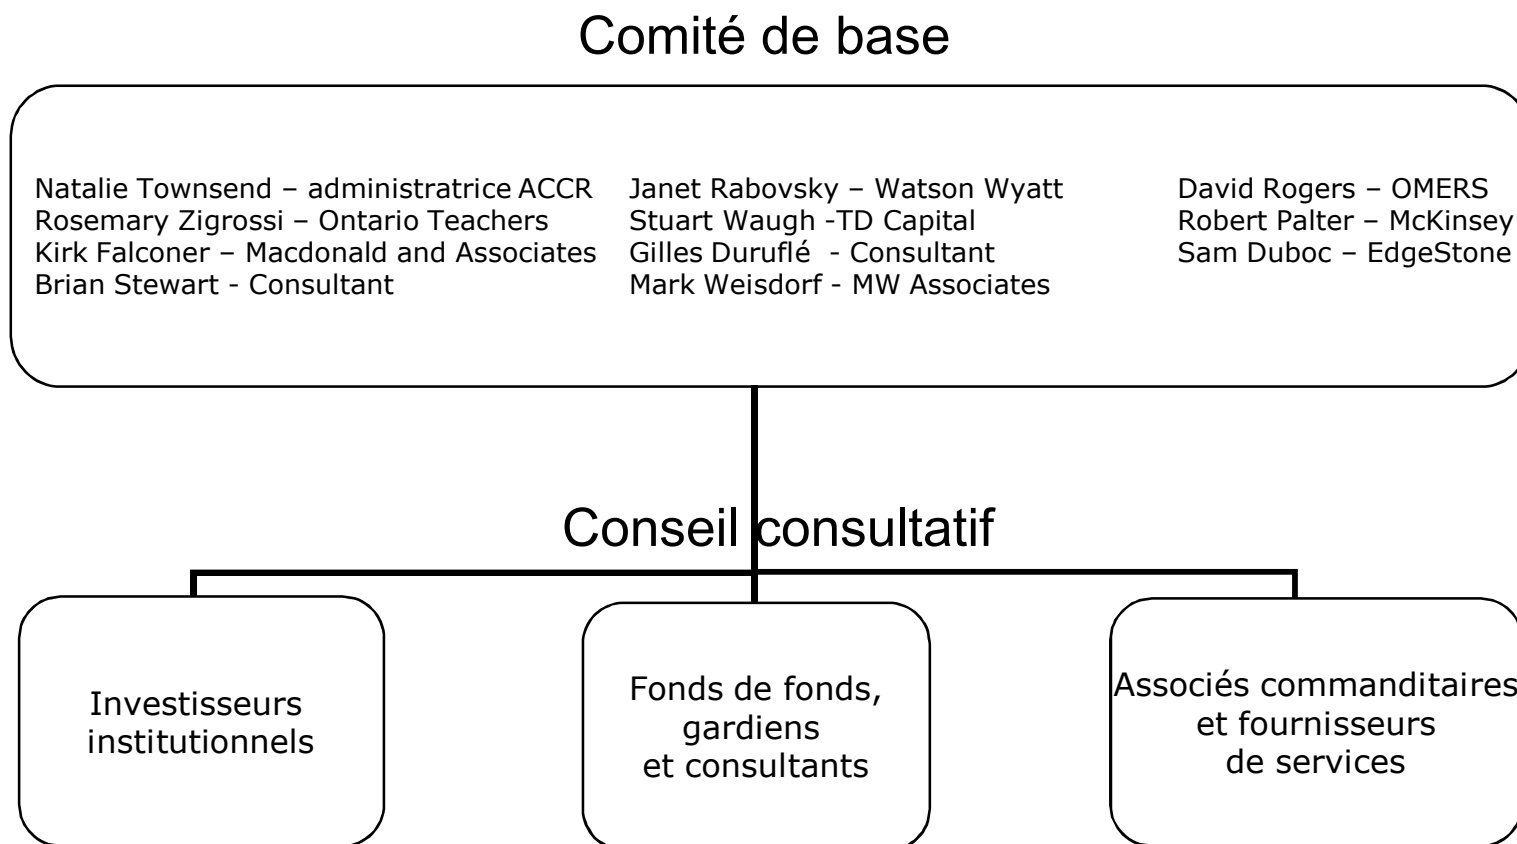 Comité de base
Natalie Townsend – administratrice ACCR
Rosemary Zigrossi – Ontario Teachers
Kirk Falconer – Macdonald and Associates
Brian Stewart - Consultant
Janet Rabovsky – Watson Wyatt
Stuart Waugh -TD Capital
Gilles Duruflé - Consultant
Mark Weisdorf - MW Associates
David Rogers – OMERS
Robert Palter – McKinsey
Sam Duboc – EdgeStone
Conseil consultatif
Investisseurs
institutionnels
Fonds de fonds,
gardiens
et consultants
Associés commanditaires
et fournisseurs
de services